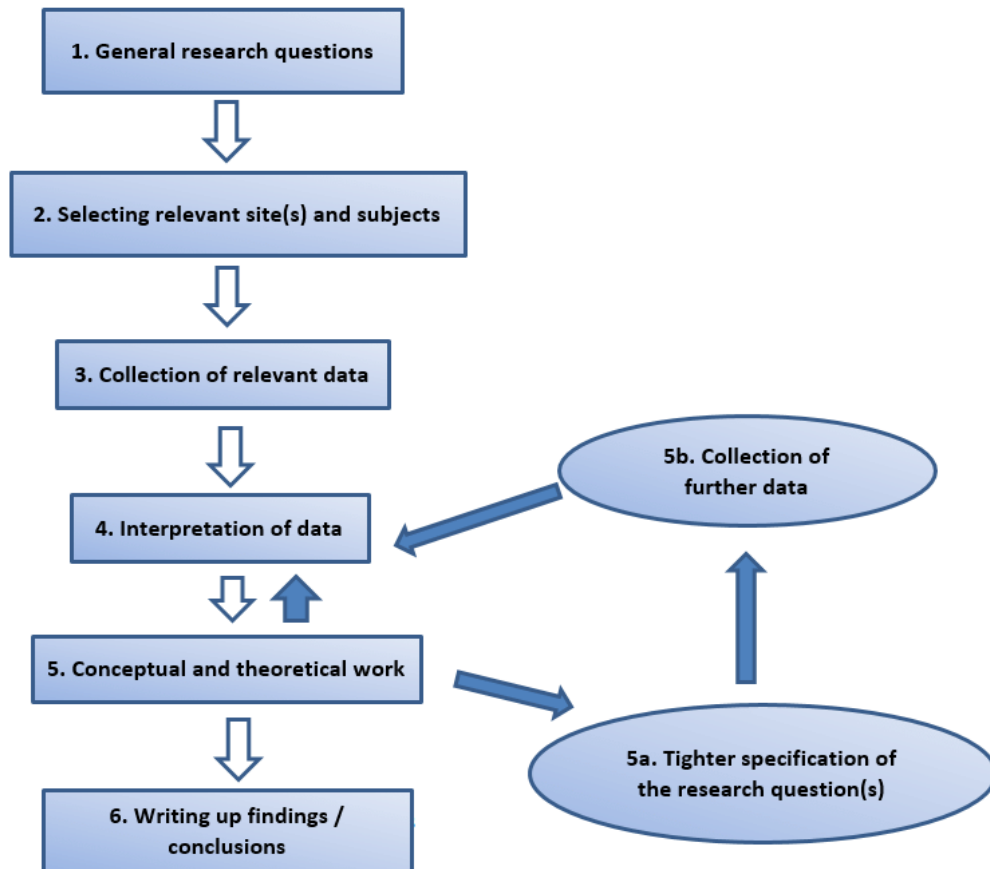 1. General research questions
2. Selecting relevant site(s) and subjects
3. Collection of relevant data
4. Interpretation of data
5. Conceptual and theoretical work
5a. Tighter specification of
the research question(s)
5b. Collection of
further data
6. Writing up findings /
conclusions